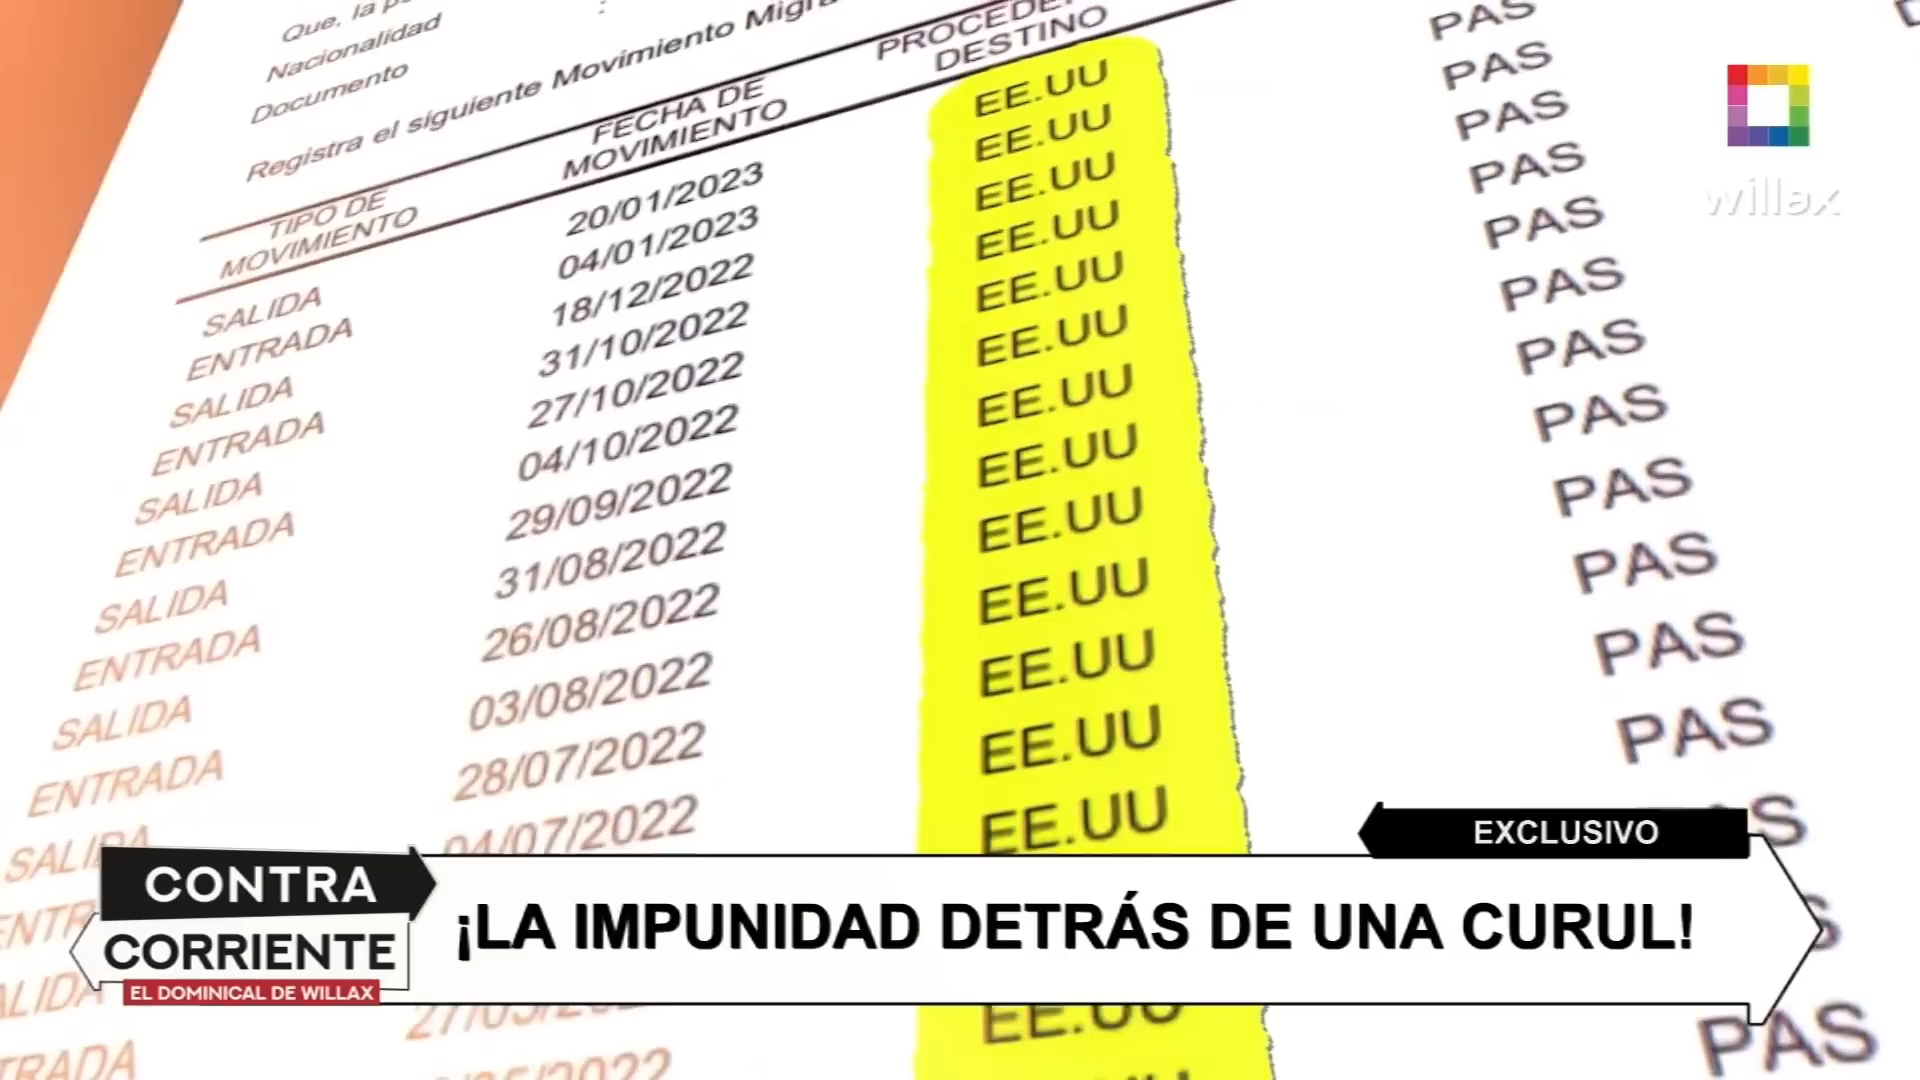 Que, la
Nacionalidad :
Documento
Registra el siguiente Movimiento
TIPO DE MOVIMIENTO FECHA DE MOVIMIENTO DESTINO
SALIDA 20/01/2023 EE.UU PAS
ENTRADA 04/01/2023 EE.UU PAS
SALIDA 18/12/2022 EE.UU PAS
ENTRADA 31/10/2022 EE.UU PAS
SALIDA 27/10/2022 EE.UU PAS
ENTRADA 04/10/2022 EE.UU PAS
SALIDA 29/09/2022 EE.UU PAS
ENTRADA 31/08/2022 EE.UU PAS
SALIDA 26/08/2022 EE.UU PAS
ENTRADA 03/08/2022 EE.UU PAS
SALIDA 28/07/2022 EE.UU PAS
04/07/2022 EE.UU PAS
EE.UU
EE.UU PAS
willax
EXCLUSIVO
CONTRA
CORRIENTE
EL DOMINICAL DE WILLAX
¡LA IMPUNIDAD DETRÁS DE UNA CURUL!